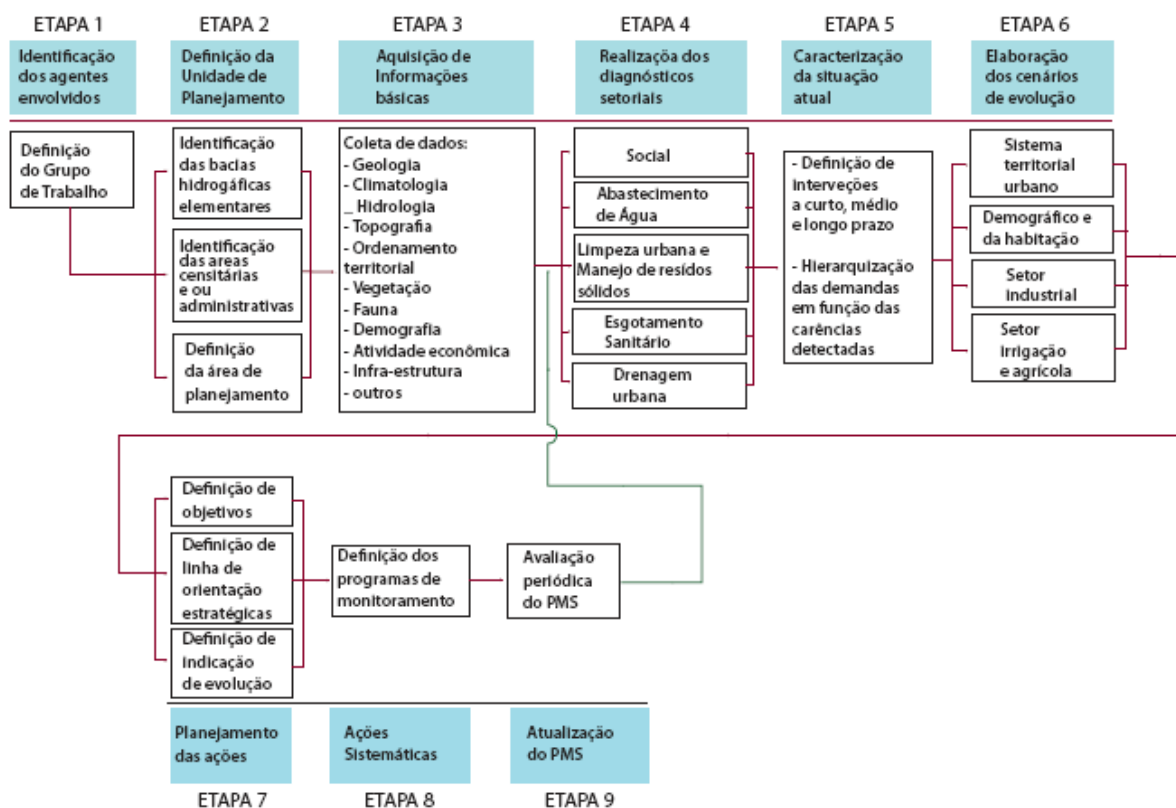 ETAPA 1
Identificação
dos agentes
envolvidos
Definição
do Grupo
de Trabalho
ETAPA 2
Definição da
Unidade de
Planejamento
Identificação
das bacias
hidrogáficas
elementares
Identificação
das areas
censitárias
e ou
administrativas
Definição
da área de
planejamento
ETAPA 3
Aquisição de
Informações
básicas
Coleta de dados:
- Geologia
- Climatologia
_ Hidrologia
- Topografia
- Ordenamento
territorial
- Vegetação
- Fauna
- Demografia
- Atividade econômica
- Infra-estrutura
- outros
ETAPA 4
Realizaçõa dos
diagnósticos
setoriais
Social
Abastecimento
de Água
Limpeza urbana e
Manejo de resídos
sólidos
Esgotamento
Sanitário
Drenagem
urbana
ETAPA 5
Caracterização
da situação
atual
- Definição de
interveções
a curto, médio
e longo prazo
- Hierarquização
das demandas
em função das
carências
detectadas
ETAPA 6
Elaboração
dos cenários
de evolução
Sistema
territorial
urbano
Demográfico e
da habitação
Setor
industrial
Setor
irrigação
e agrícola
Definição de
objetivos
Definição de
linha de
orientação
estratégicas
Definição de
indicação
de evolução
Planejamento
das ações
ETAPA 7
Definição dos
programas de
monitoramento
Ações
Sistemáticas
ETAPA 8
Avaliação
periódica
do PMS
Atualização
do PMS
ETAPA 9